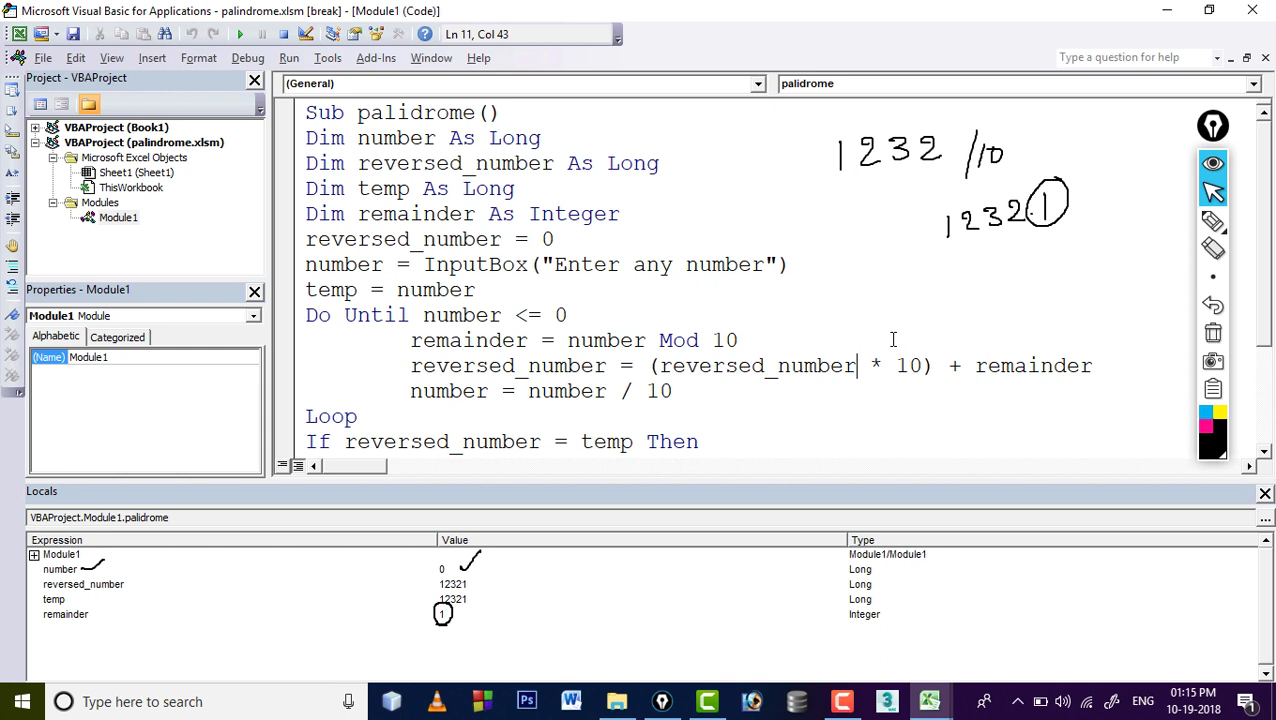 Microsoft Visual Basic for Applications - palindrome.xlsm [break] - [Module1 (Code)]
Ln 11, Col 43
File Edit View Insert Format Debug Run Tools Add-Ins Window Help
Type a question for help
Project - VBAProject
VBAProject (Book1)
VBAProject (palindrome.xlsm)
Microsoft Excel Objects
Sheet1 (Sheet1)
ThisWorkbook
Modules
Module1
Properties - Module1
Module1 Module
Alphabetic Categorized
(Name) Module1
(General) palidrome
Sub palidrome()
Dim number As Long
Dim reversed_number As Long
Dim temp As Long
Dim remainder As Integer
reversed_number = 0
number = InputBox("Enter any number")
temp = number
Do Until number <= 0
remainder = number Mod 10
reversed_number = (reversed_number * 10) + remainder
number = number / 10
Loop
If reversed_number = temp Then
1232 /10
12321
Locals
VBAProject.Module1.palidrome
...
Expression Value Type
Module1 Module1/Module1
number 0 Long
reversed_number 12321 Long
temp 12321 Long
remainder 1 Integer
Type here to search
ENG
01:15 PM
10-19-2018